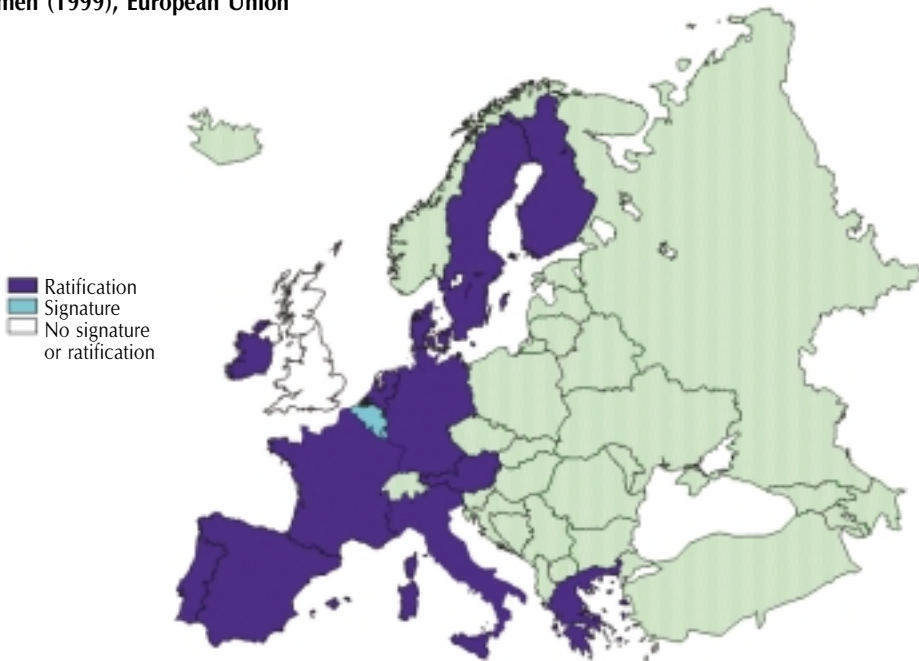 men (1999), European Union
Ratification
Signature
No signature
or ratification